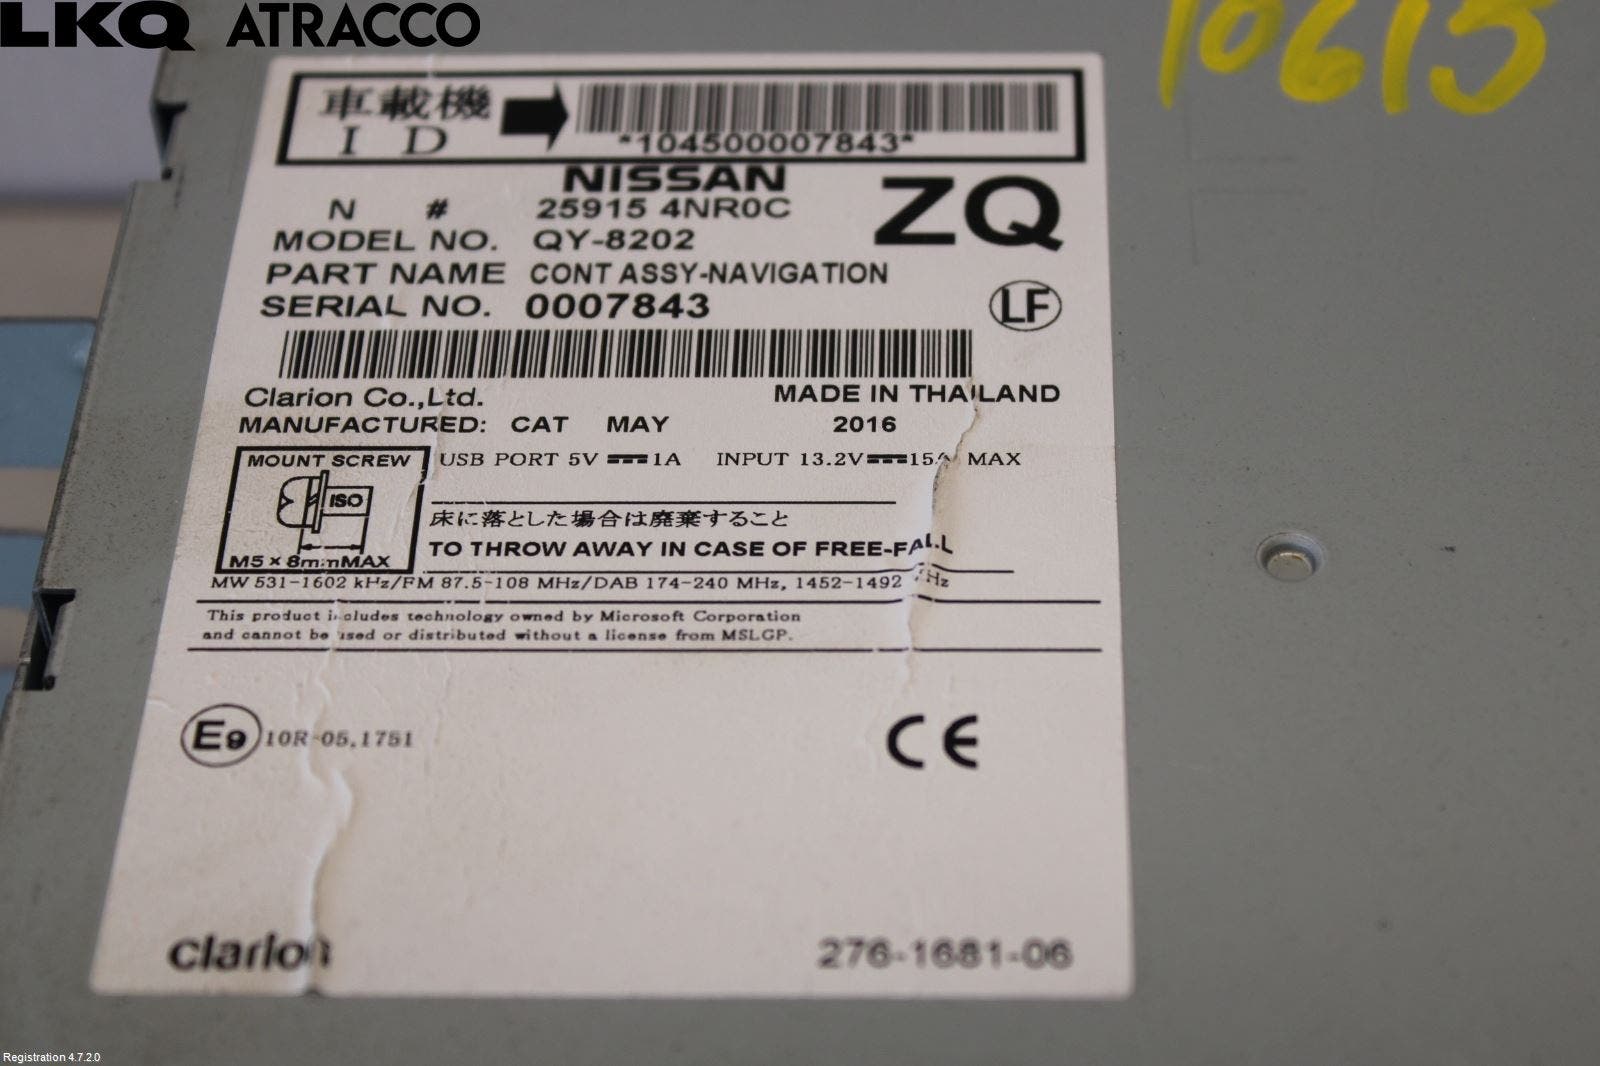 LKQ ATRACCO
10615
車載機
ID
*104500007843*
NISSAN
N # 25915 4NR0C
ZQ
MODEL NO. QY-8202
PART NAME CONT ASSY-NAVIGATION
SERIAL NO. 0007843
LF
Clarion Co.,Ltd. MADE IN THAILAND
MANUFACTURED: CAT MAY 2016
MOUNT SCREW
ISO
M5×8mmMAX
USB PORT 5V ⎓ 1A INPUT 13.2V ⎓ 15A MAX
床に落とした場合は廃棄すること
TO THROW AWAY IN CASE OF FREE-FALL
MW 531-1602 kHz/FM 87.5-108 MHz/DAB 174-240 MHz, 1452-1492 MHz
This product includes technology owned by Microsoft Corporation
and cannot be used or distributed without a license from MSLGP.
E9 10R-05.1751
CE
clarion
276-1681-06
Registration 4.7.2.0